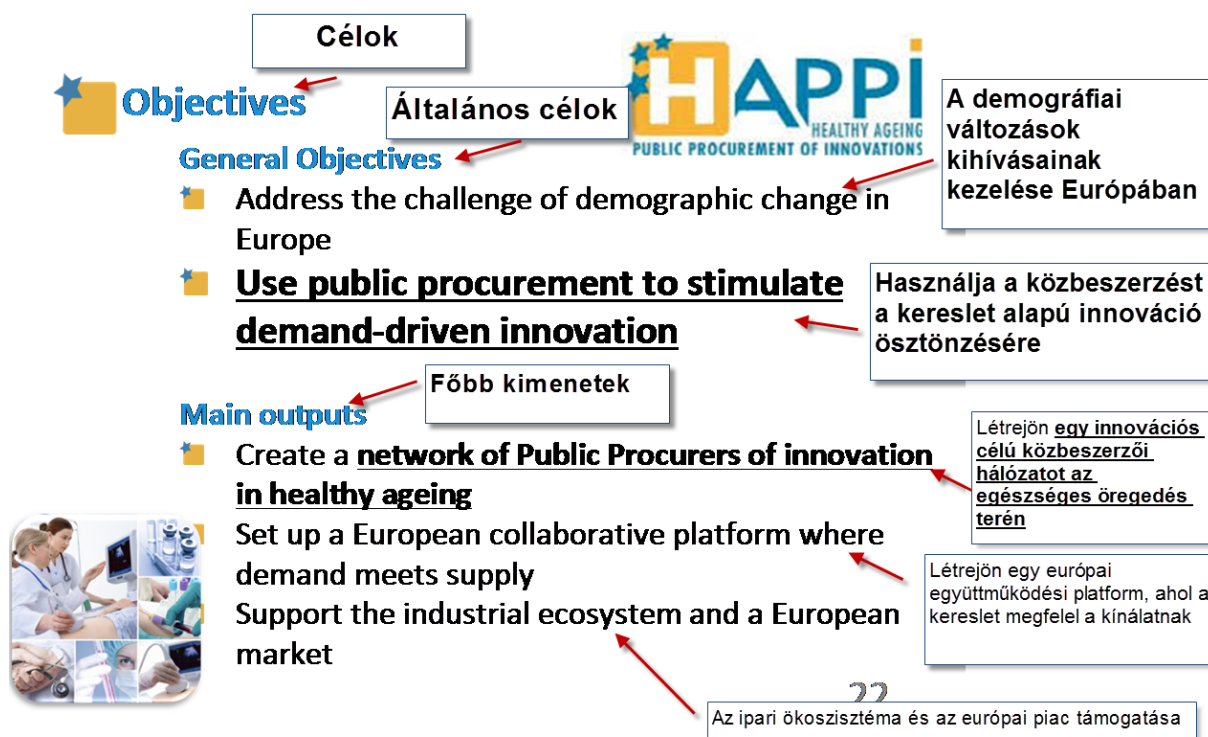 Célok
Objectives
HAPPI
HEALTHY AGEING
PUBLIC PROCUREMENT OF INNOVATIONS
Általános célok
General Objectives
A demográfiai
változások
kihívásainak
kezelése Európában
Address the challenge of demographic change in
Europe
Use public procurement to stimulate
demand-driven innovation
Használja a közbeszerzést
a kereslet alapú innováció
ösztönzésére
Főbb kimenetek
Main outputs
Create a network of Public Procurers of innovation
in healthy ageing
Létrejön egy innovációs
célú közbeszerzői
hálózatot az
egészséges öregedés
terén
Set up a European collaborative platform where
demand meets supply
Létrejön egy európai
együttműködési platform, ahol a
kereslet megfelel a kínálatnak
Support the industrial ecosystem and a European
market
22
Az ipari ökoszisztéma és az európai piac támogatása